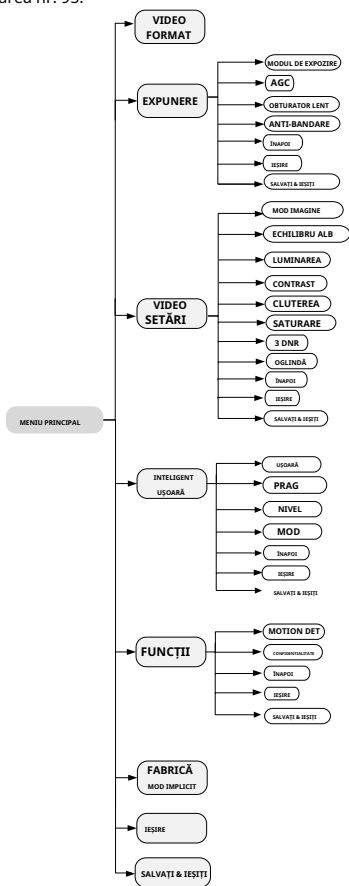 VIDEO
FORMAT
EXPUNERE
MODUL DE EXPOZIRE
AGC
OBTURATOR LENT
ANTI-BANDARE
ÎNAPOI
IEȘIRE
SALVAȚI & IEȘIȚI
VIDEO
SETĂRI
MOD IMAGINE
ECHILIBRU ALB
LUMINAREA
CONTRAST
CLUTEREA
SATURARE
3 DNR
OGLINDĂ
ÎNAPOI
IEȘIRE
SALVAȚI & IEȘIȚI
MENIU PRINCIPAL
INTELIGENT
UȘOARĂ
UȘOARĂ
PRAG
NIVEL
MOD
ÎNAPOI
IEȘIRE
SALVAȚI & IEȘIȚI
FUNCȚII
MOTION DET
CONFIDENTIALITATE
ÎNAPOI
IEȘIRE
SALVAȚI & IEȘIȚI
FABRICĂ
MOD IMPLICIT
IEȘIRE
SALVAȚI & IEȘIȚI